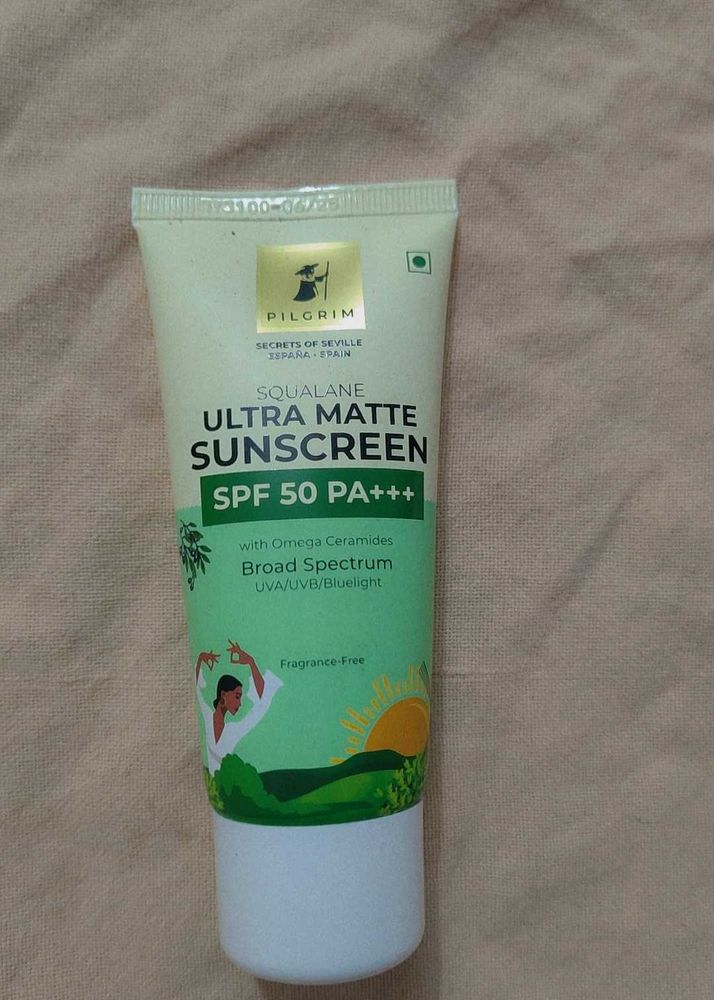 PILGRIM
SECRETS OF SEVILLE
ESPAÑA · SPAIN
SQUALANE
ULTRA MATTE
SUNSCREEN
SPF 50 PA+++
with Omega Ceramides
Broad Spectrum
UVA/UVB/Bluelight
Fragrance-Free